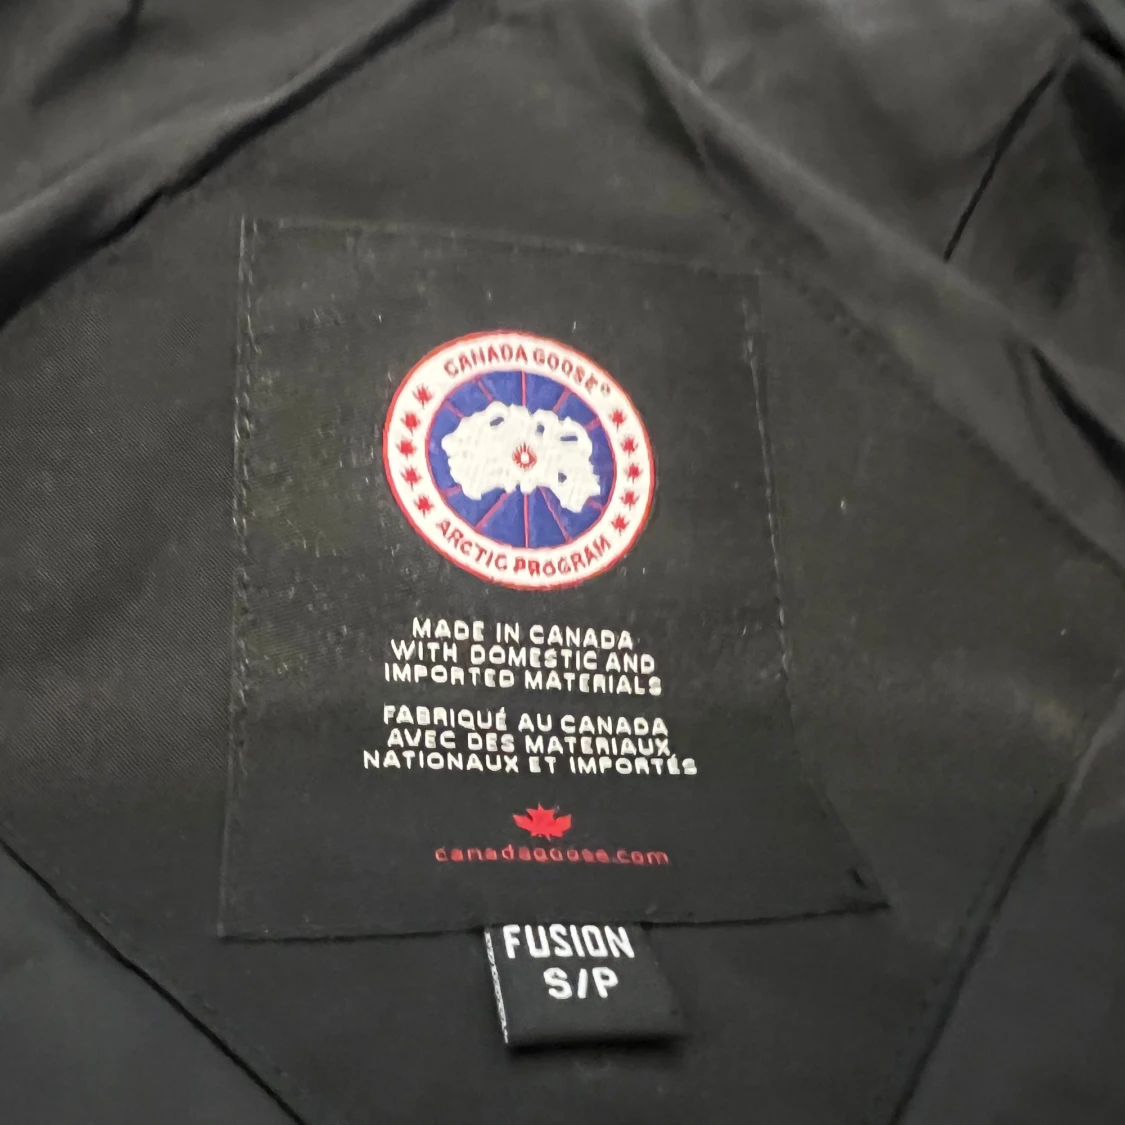 CANADA GOOSE®
ARCTIC PROGRAM
MADE IN CANADA
WITH DOMESTIC AND
IMPORTED MATERIALS
FABRIQUÉ AU CANADA
AVEC DES MATERIAUX
NATIONAUX ET IMPORTÉS
canadagoose.com
FUSION
S/P